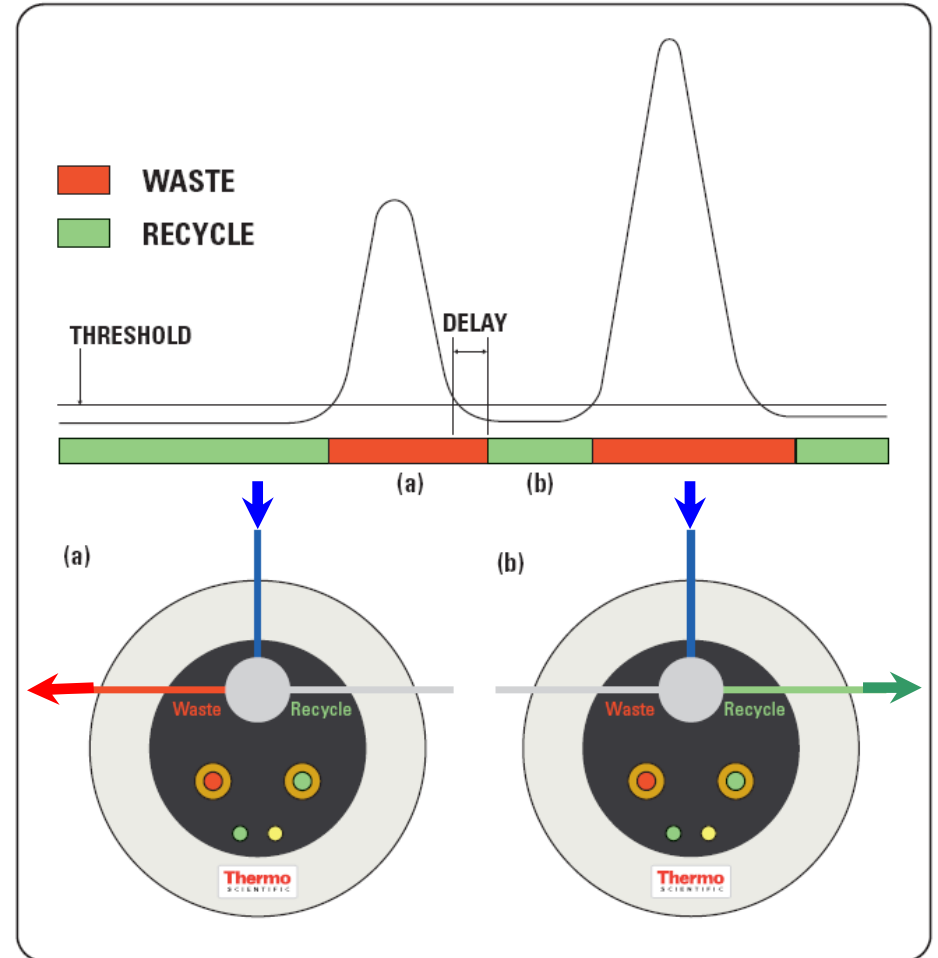 WASTE
RECYCLE
THRESHOLD
DELAY
(a)
(b)
(a)
(b)
Waste
Recycle
Waste
Recycle
Thermo
SCIENTIFIC
Thermo
SCIENTIFIC